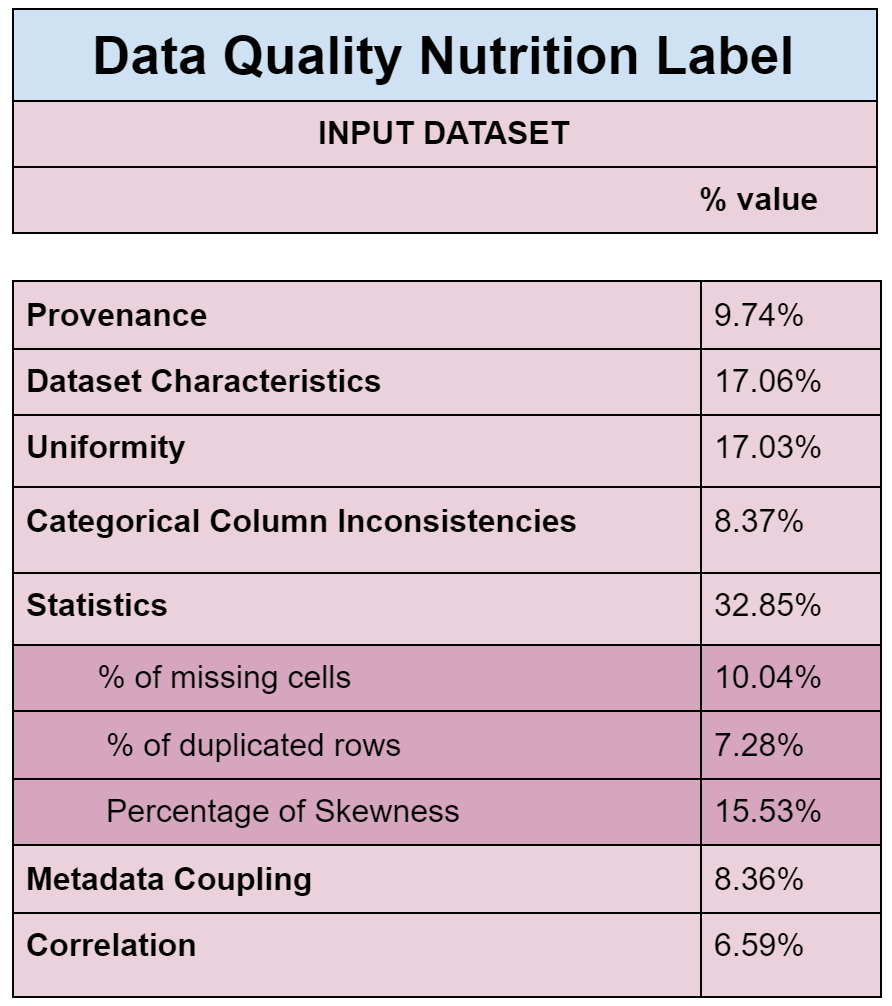 Data Quality Nutrition Label
INPUT DATASET
% value
Provenance 9.74%
Dataset Characteristics 17.06%
Uniformity 17.03%
Categorical Column Inconsistencies 8.37%
Statistics 32.85%
% of missing cells 10.04%
% of duplicated rows 7.28%
Percentage of Skewness 15.53%
Metadata Coupling 8.36%
Correlation 6.59%